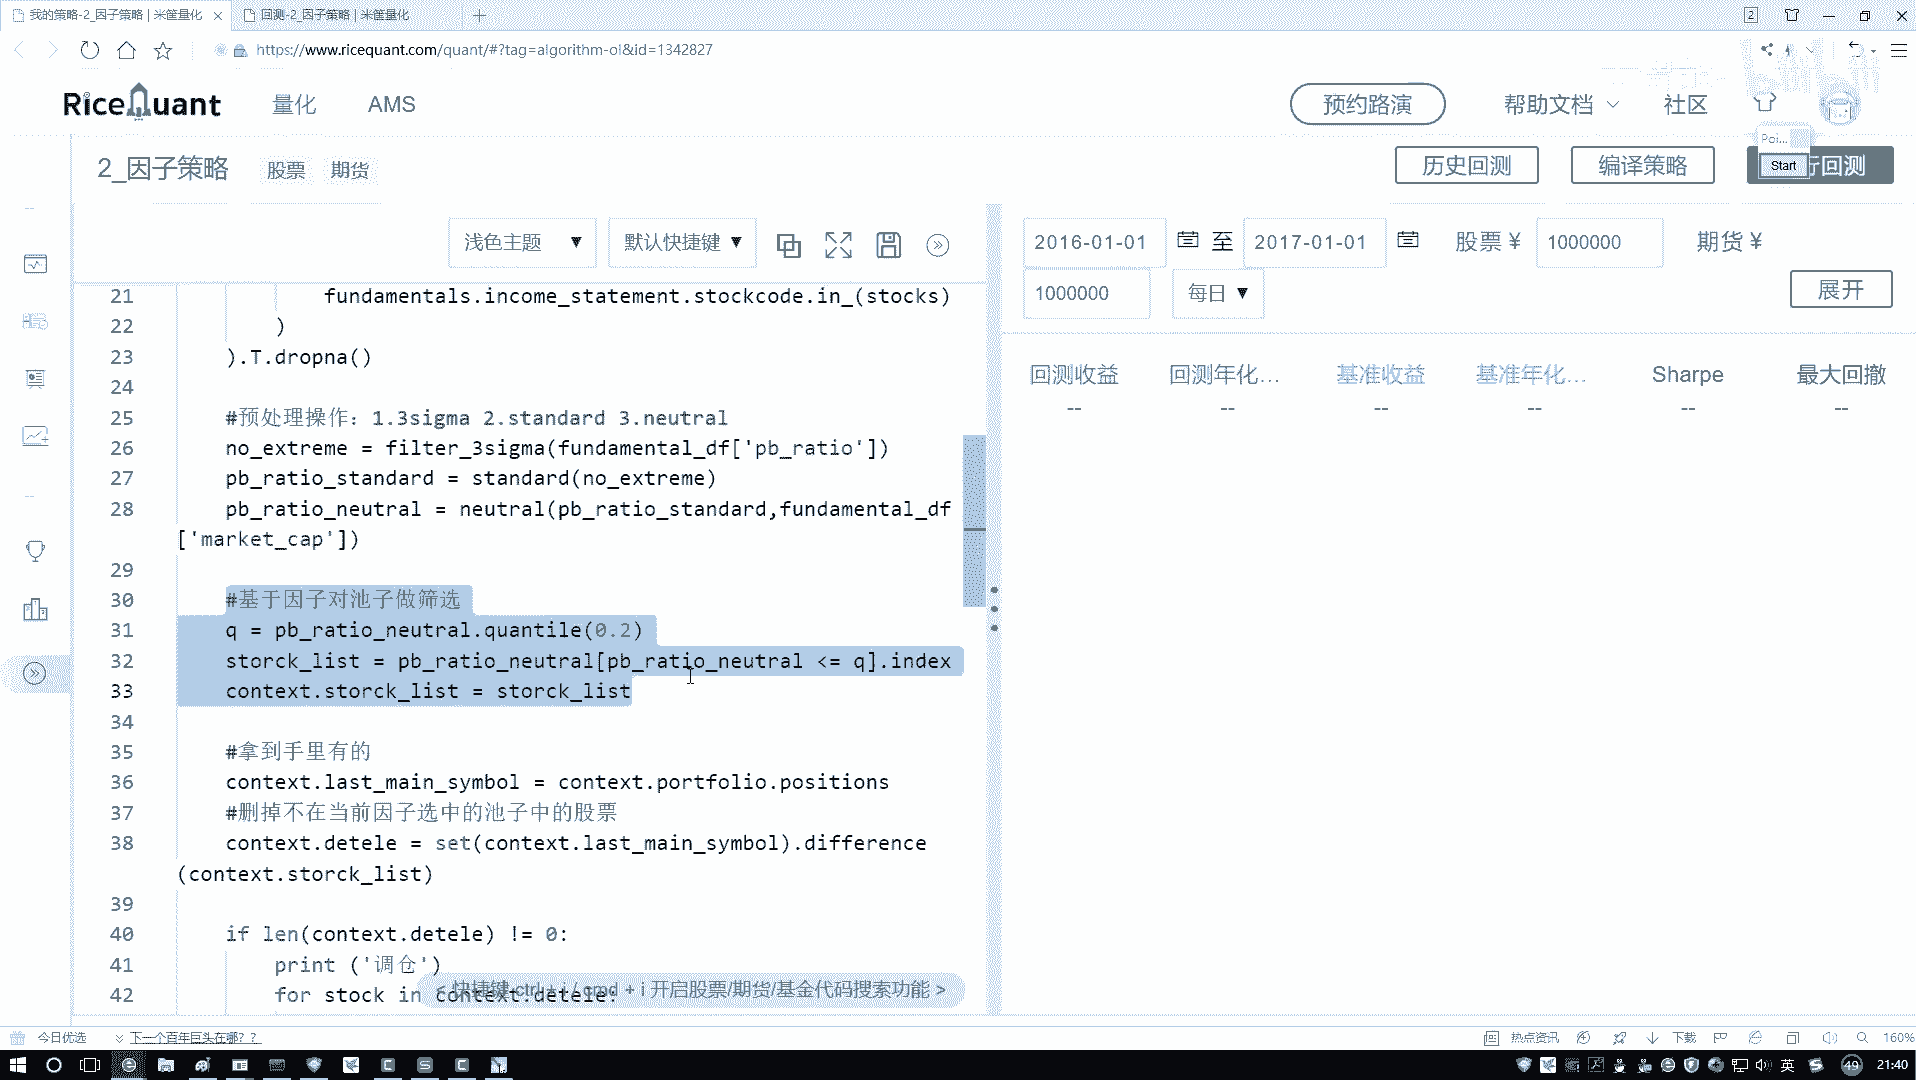 我的策略-2_因子策略 | 米筐量化
回测-2_因子策略 | 米筐量化
2
https://www.ricequant.com/quant/#?tag=algorithm-ol&id=1342827
RiceQuant
量化
AMS
预约路演
帮助文档
社区
Poi...
Start
2_因子策略
股票
期货
历史回测
编译策略
行回测
浅色主题 ▼
默认快捷键 ▼
2016-01-01
至
2017-01-01
股票 ¥
1000000
期货 ¥
1000000
每日 ▼
展开
回测收益
回测年化...
基准收益
基准年化...
Sharpe
最大回撤
--
--
--
--
--
--
21 fundamentals.income_statement.stockcode.in_(stocks)
22 )
23 ).T.dropna()
24
25 #预处理操作：1.3sigma 2.standard 3.neutral
26 no_extreme = filter_3sigma(fundamental_df['pb_ratio'])
27 pb_ratio_standard = standard(no_extreme)
28 pb_ratio_neutral = neutral(pb_ratio_standard,fundamental_df
['market_cap'])
29
30 #基于因子对池子做筛选
31 q = pb_ratio_neutral.quantile(0.2)
32 storck_list = pb_ratio_neutral[pb_ratio_neutral <= q].index
33 context.storck_list = storck_list
34
35 #拿到手里有的
36 context.last_main_symbol = context.portfolio.positions
37 #删掉不在当前因子选中的池子中的股票
38 context.detele = set(context.last_main_symbol).difference
(context.storck_list)
39
40 if len(context.detele) != 0:
41 print ('调仓')
42 for stock in context.detele:
< 快捷键 ctrl + i / cmd + i 开启股票/期货/基金代码搜索功能 >
今日优选
下一个百年巨头在哪？？
热点资讯
下载
160%
英
49
21:40